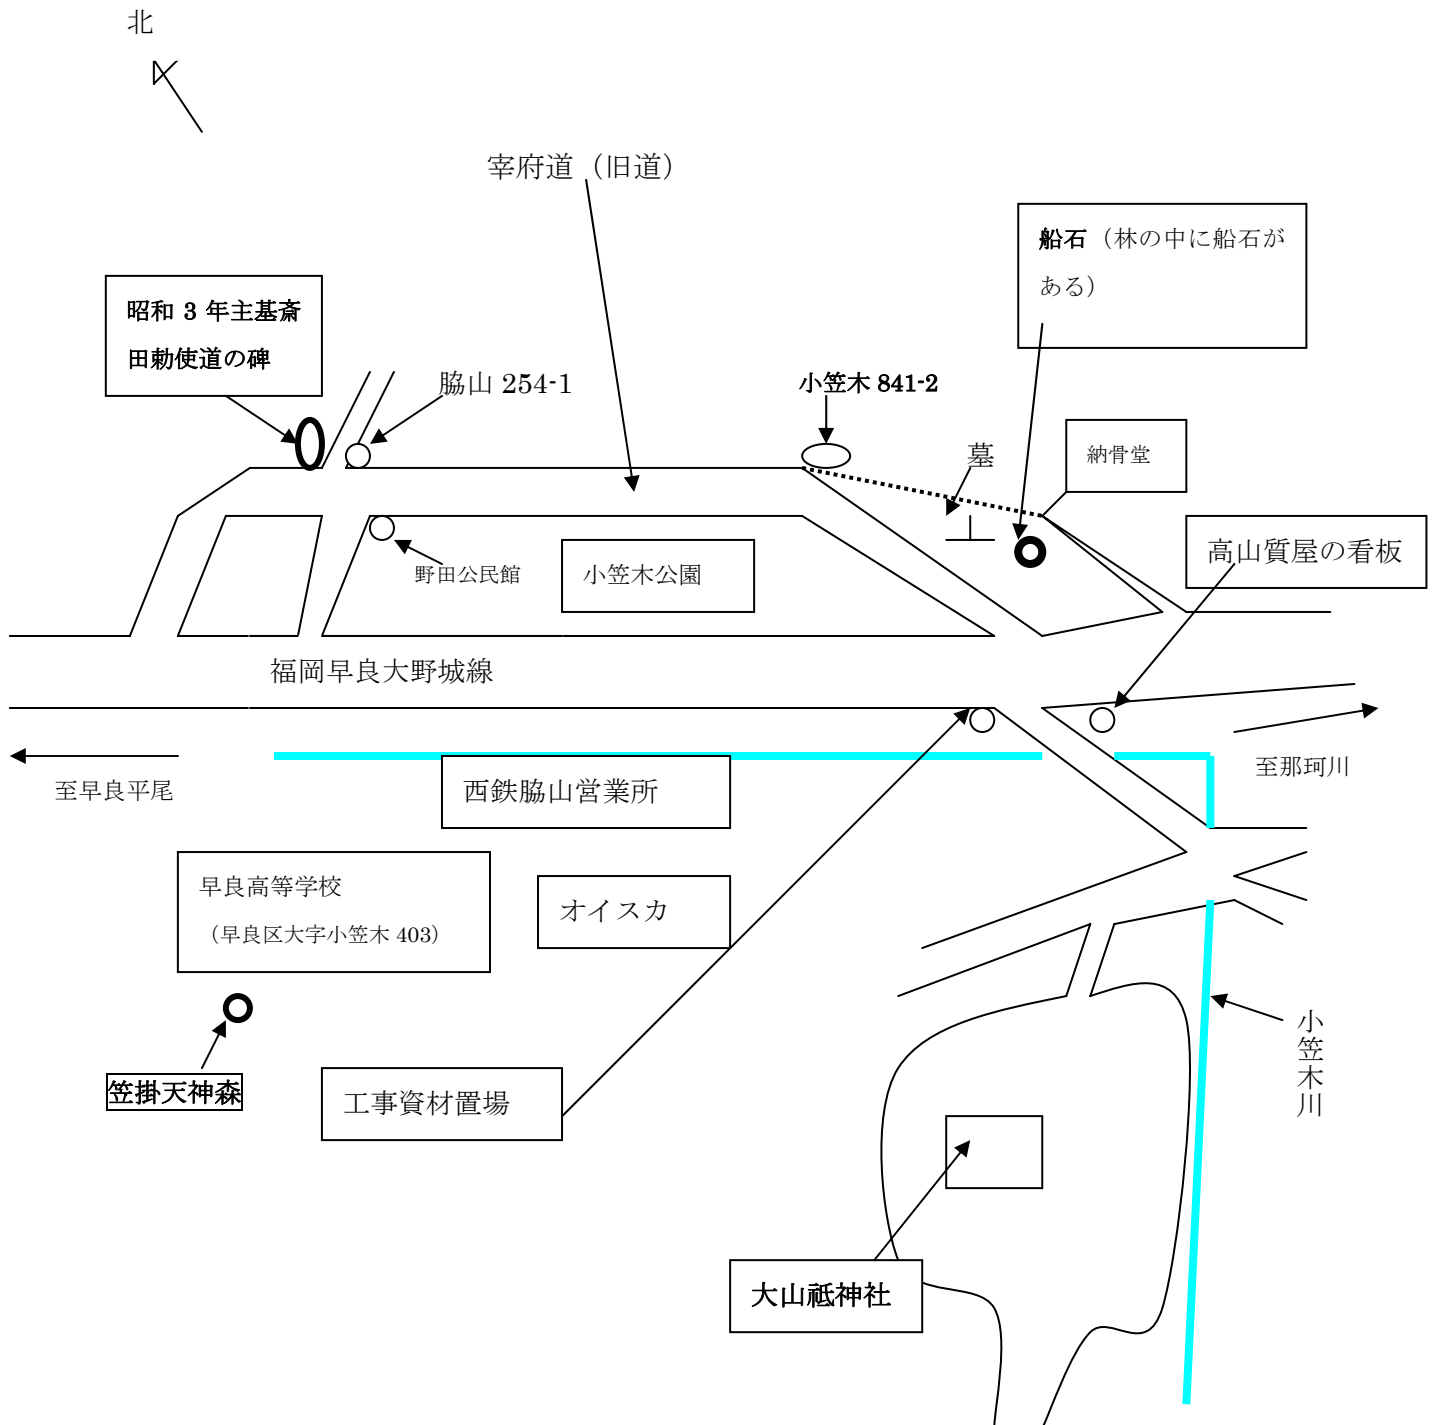 北
宰府道（旧道）
船石（林の中に船石が
ある）
昭和 3 年主基斎
田勅使道の碑
脇山 254-1
小笠木 841-2
墓
納骨堂
高山質屋の看板
野田公民館
小笠木公園
福岡早良大野城線
至早良平尾
西鉄脇山営業所
至那珂川
早良高等学校
（早良区大字小笠木 403）
オイスカ
小笠木川
笠掛天神森
工事資材置場
大山祗神社